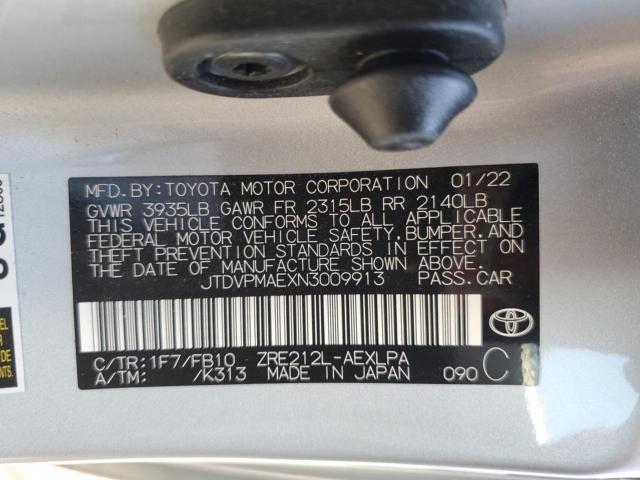 MFD. BY: TOYOTA MOTOR CORPORATION 01/22
GVWR 3935LB GAWR FR 2315LB RR 2140LB
THIS VEHICLE CONFORMS TO ALL APPLICABLE
FEDERAL MOTOR VEHICLE SAFETY, BUMPER, AND
THEFT PREVENTION STANDARDS IN EFFECT ON
THE DATE OF MANUFACTURE SHOWN ABOVE.
JTDVPMAEXN3009913 PASS.CAR
C/TR: 1F7/FB10 ZRE212L-AEXLPA
A/TM: /K313 MADE IN JAPAN 090 C